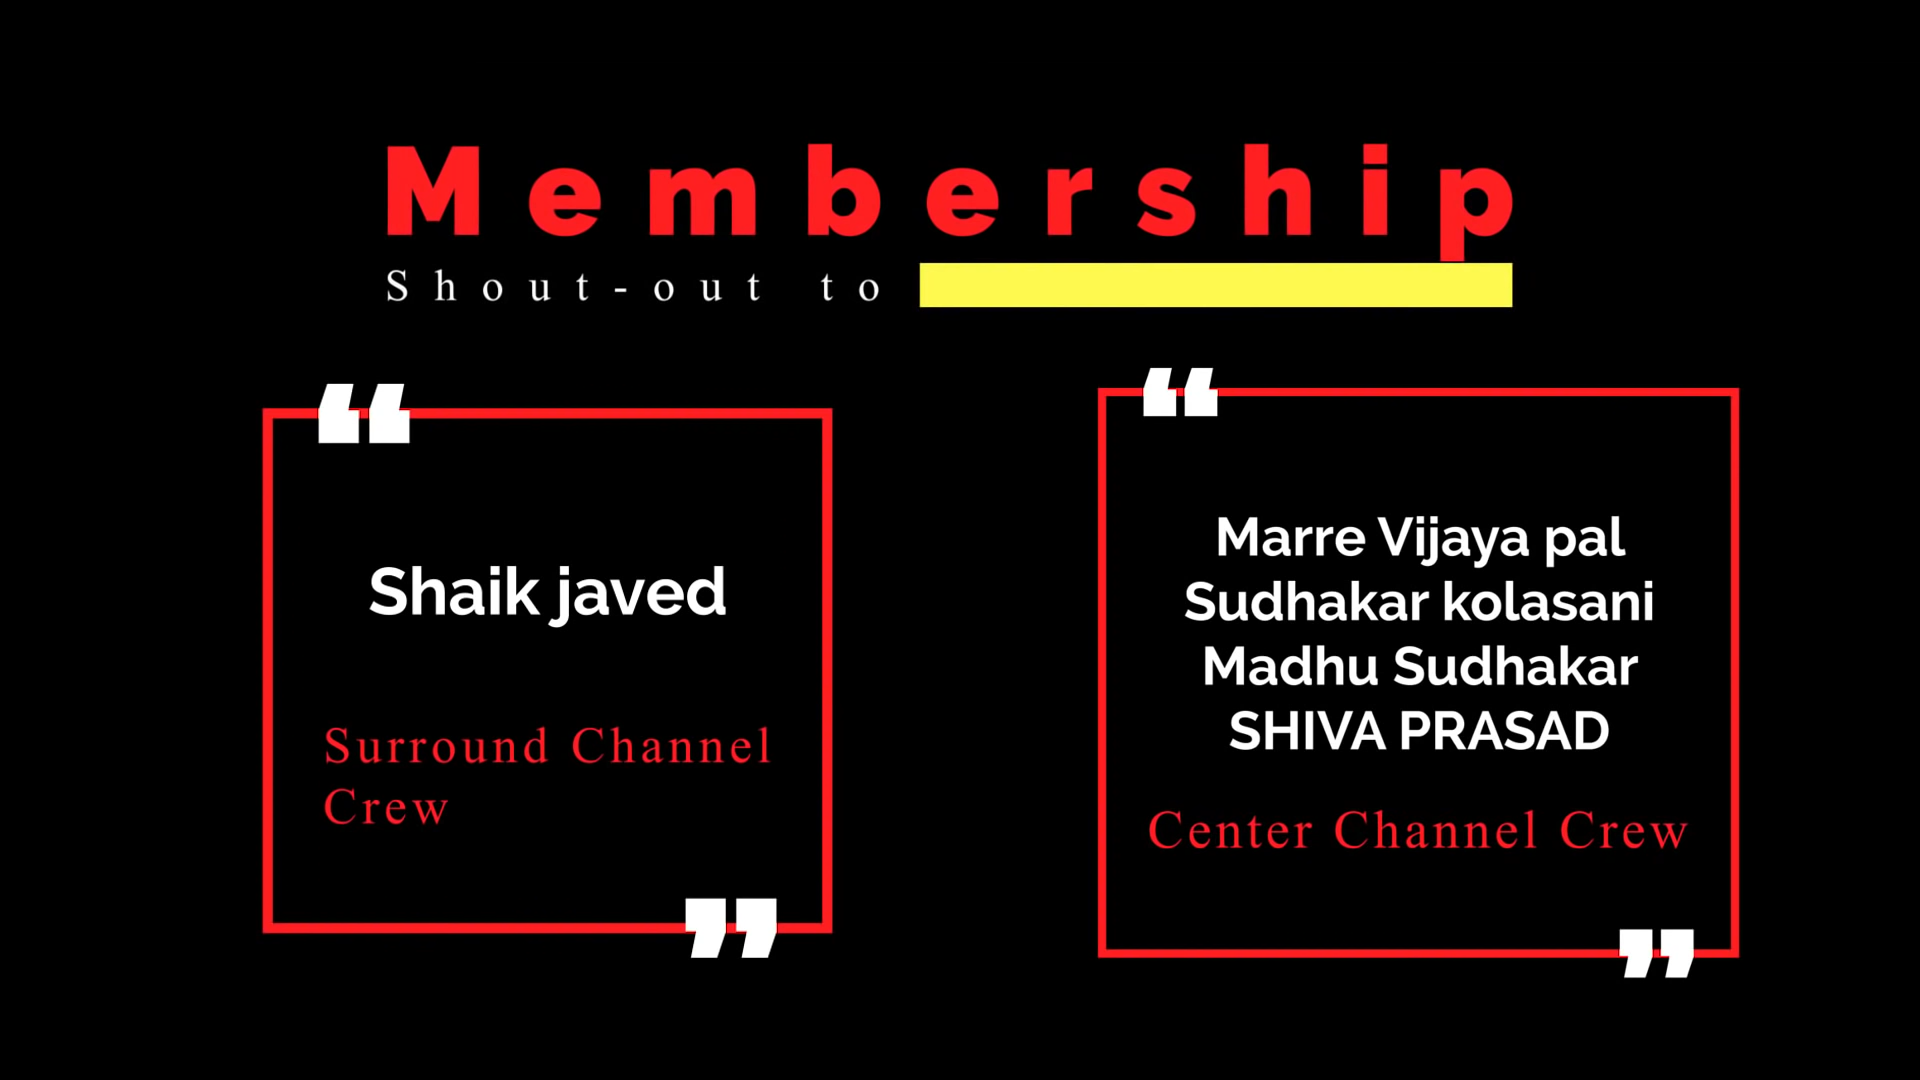 Membership
Shout-out to
Shaik javed
Surround Channel
Crew
Marre Vijaya pal
Sudhakar kolasani
Madhu Sudhakar
SHIVA PRASAD
Center Channel Crew